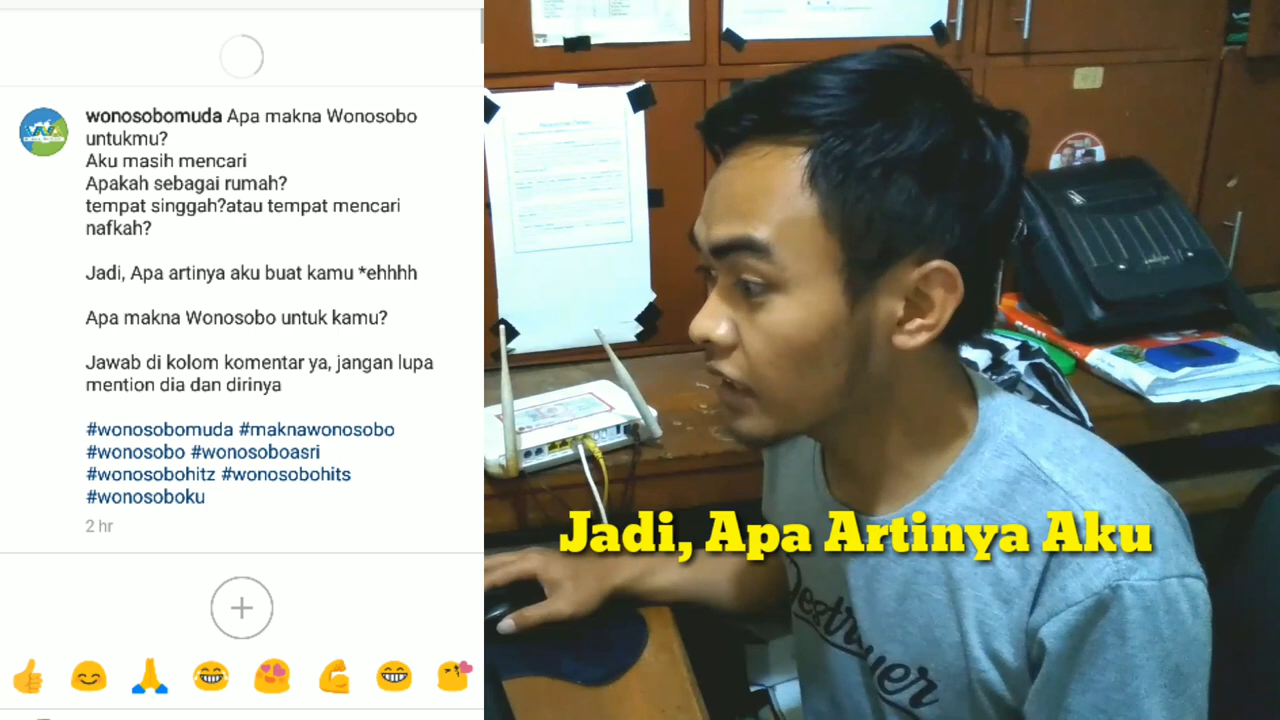 wonosobomuda Apa makna Wonosobo
untukmu?
Aku masih mencari
Apakah sebagai rumah?
tempat singgah?atau tempat mencari
nafkah?
Jadi, Apa artinya aku buat kamu *ehhhh
Apa makna Wonosobo untuk kamu?
Jawab di kolom komentar ya, jangan lupa
mention dia dan dirinya
#wonosobomuda #maknawonosobo
#wonosobo #wonosoboasri
#wonosobohitz #wonosobohits
#wonosoboku
2 hr
Jadi, Apa Artinya Aku
Destroyer